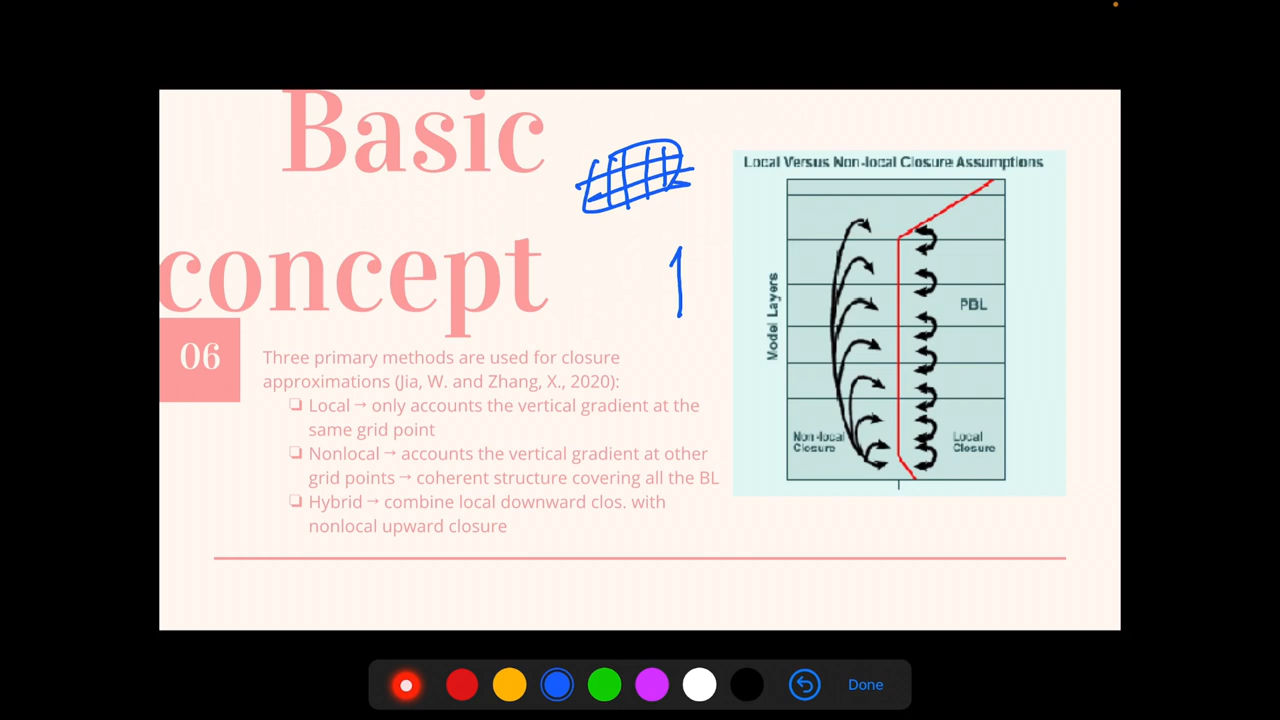 Basic
concept
06
Three primary methods are used for closure
approximations (Jia, W. and Zhang, X., 2020):
❏ Local → only accounts the vertical gradient at the
same grid point
❏ Nonlocal → accounts the vertical gradient at other
grid points → coherent structure covering all the BL
❏ Hybrid → combine local downward clos. with
nonlocal upward closure
Local Versus Non-local Closure Assumptions
Model Layers
PBL
Non-local
Closure
Local
Closure
1
Done